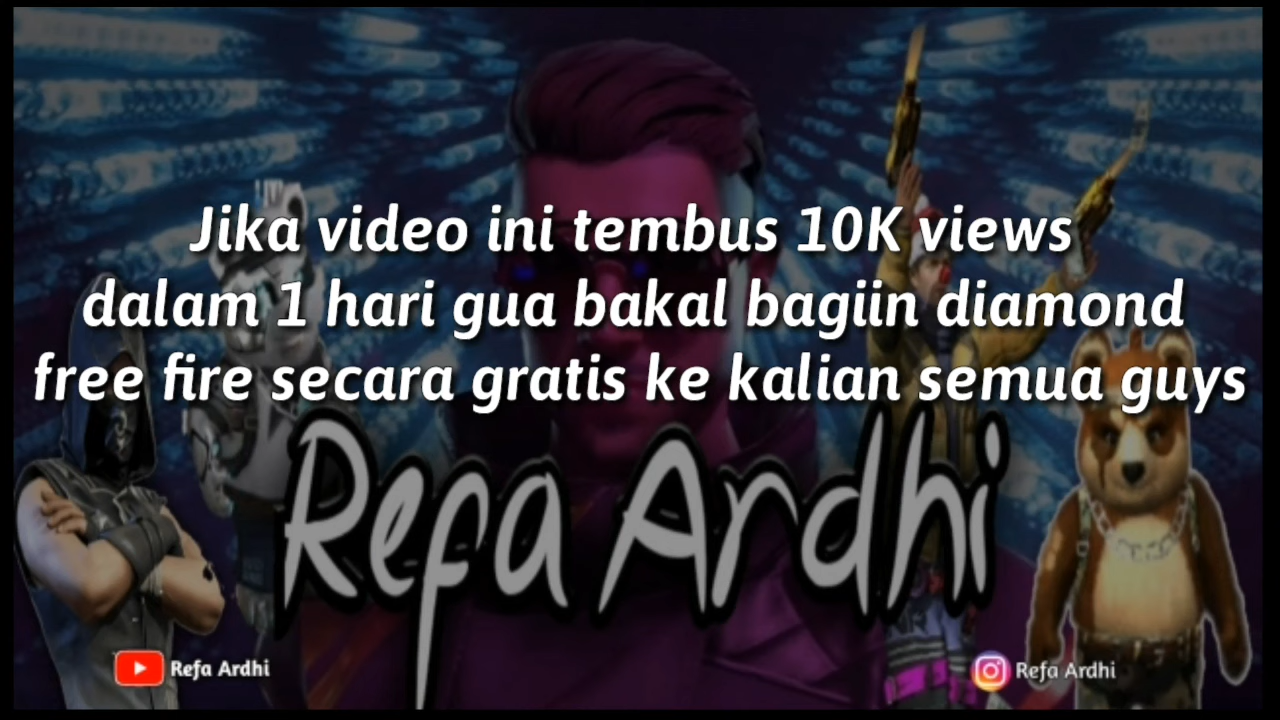 Jika video ini tembus 10K views
dalam 1 hari gua bakal bagiin diamond
free fire secara gratis ke kalian semua guys
Refa Ardhi
Refa Ardhi
Refa Ardhi